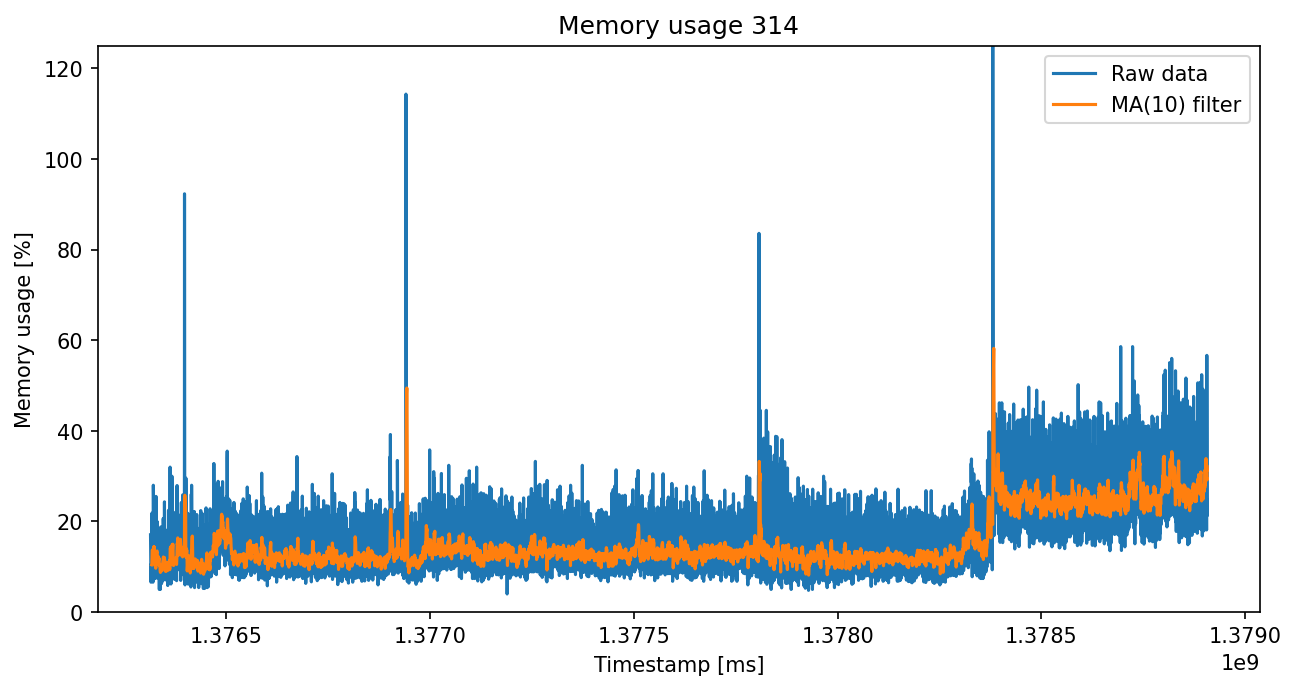 Memory usage 314
Raw data
MA(10) filter
Memory usage [%]
120
100
80
60
40
20
0
1.3765 1.3770 1.3775 1.3780 1.3785 1.3790
1e9
Timestamp [ms]